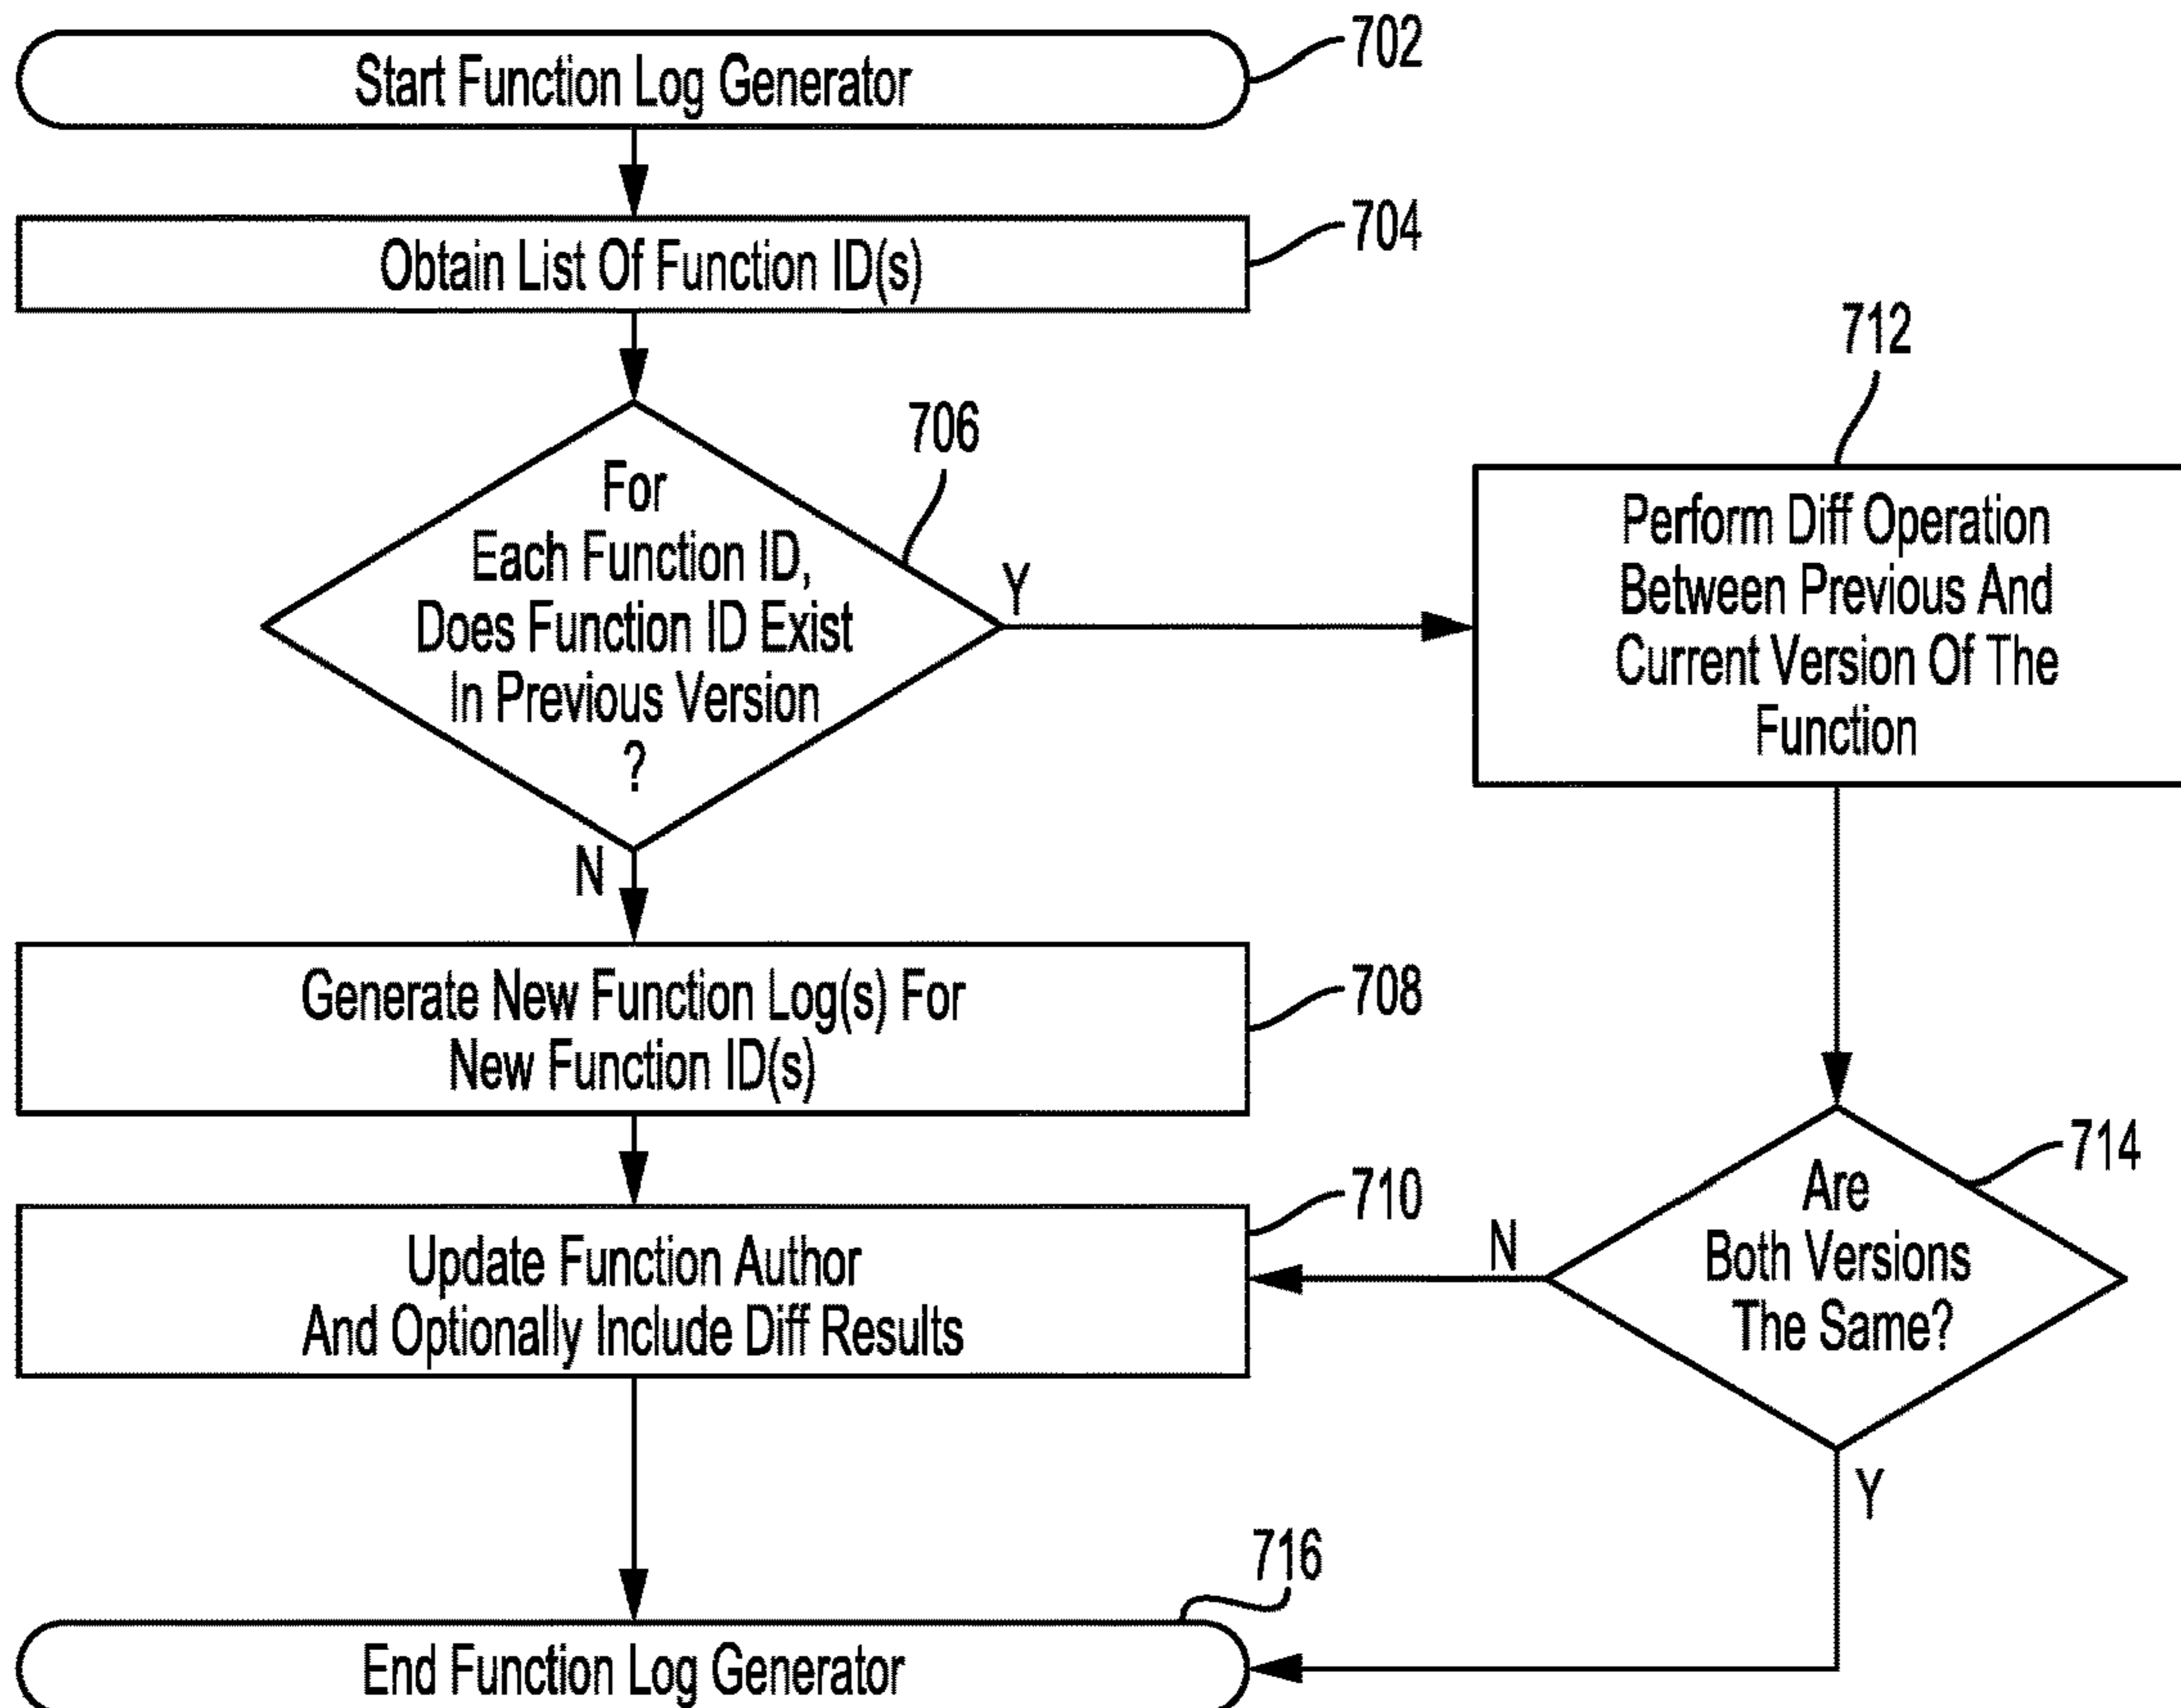 Start Function Log Generator
702
Obtain List Of Function ID(s)
704
For
Each Function ID,
Does Function ID Exist
In Previous Version
?
706
Y
N
712
Perform Diff Operation
Between Previous And
Current Version Of The
Function
Generate New Function Log(s) For
New Function ID(s)
708
Update Function Author
And Optionally Include Diff Results
710
Are
Both Versions
The Same?
714
N
Y
716
End Function Log Generator